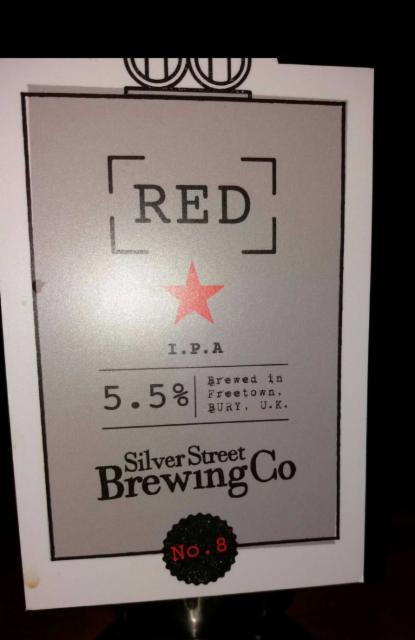 RED
I.P.A
5.5%
Brewed in
Freetown,
BURY, U.K.
Silver Street
Brewing Co
No.8